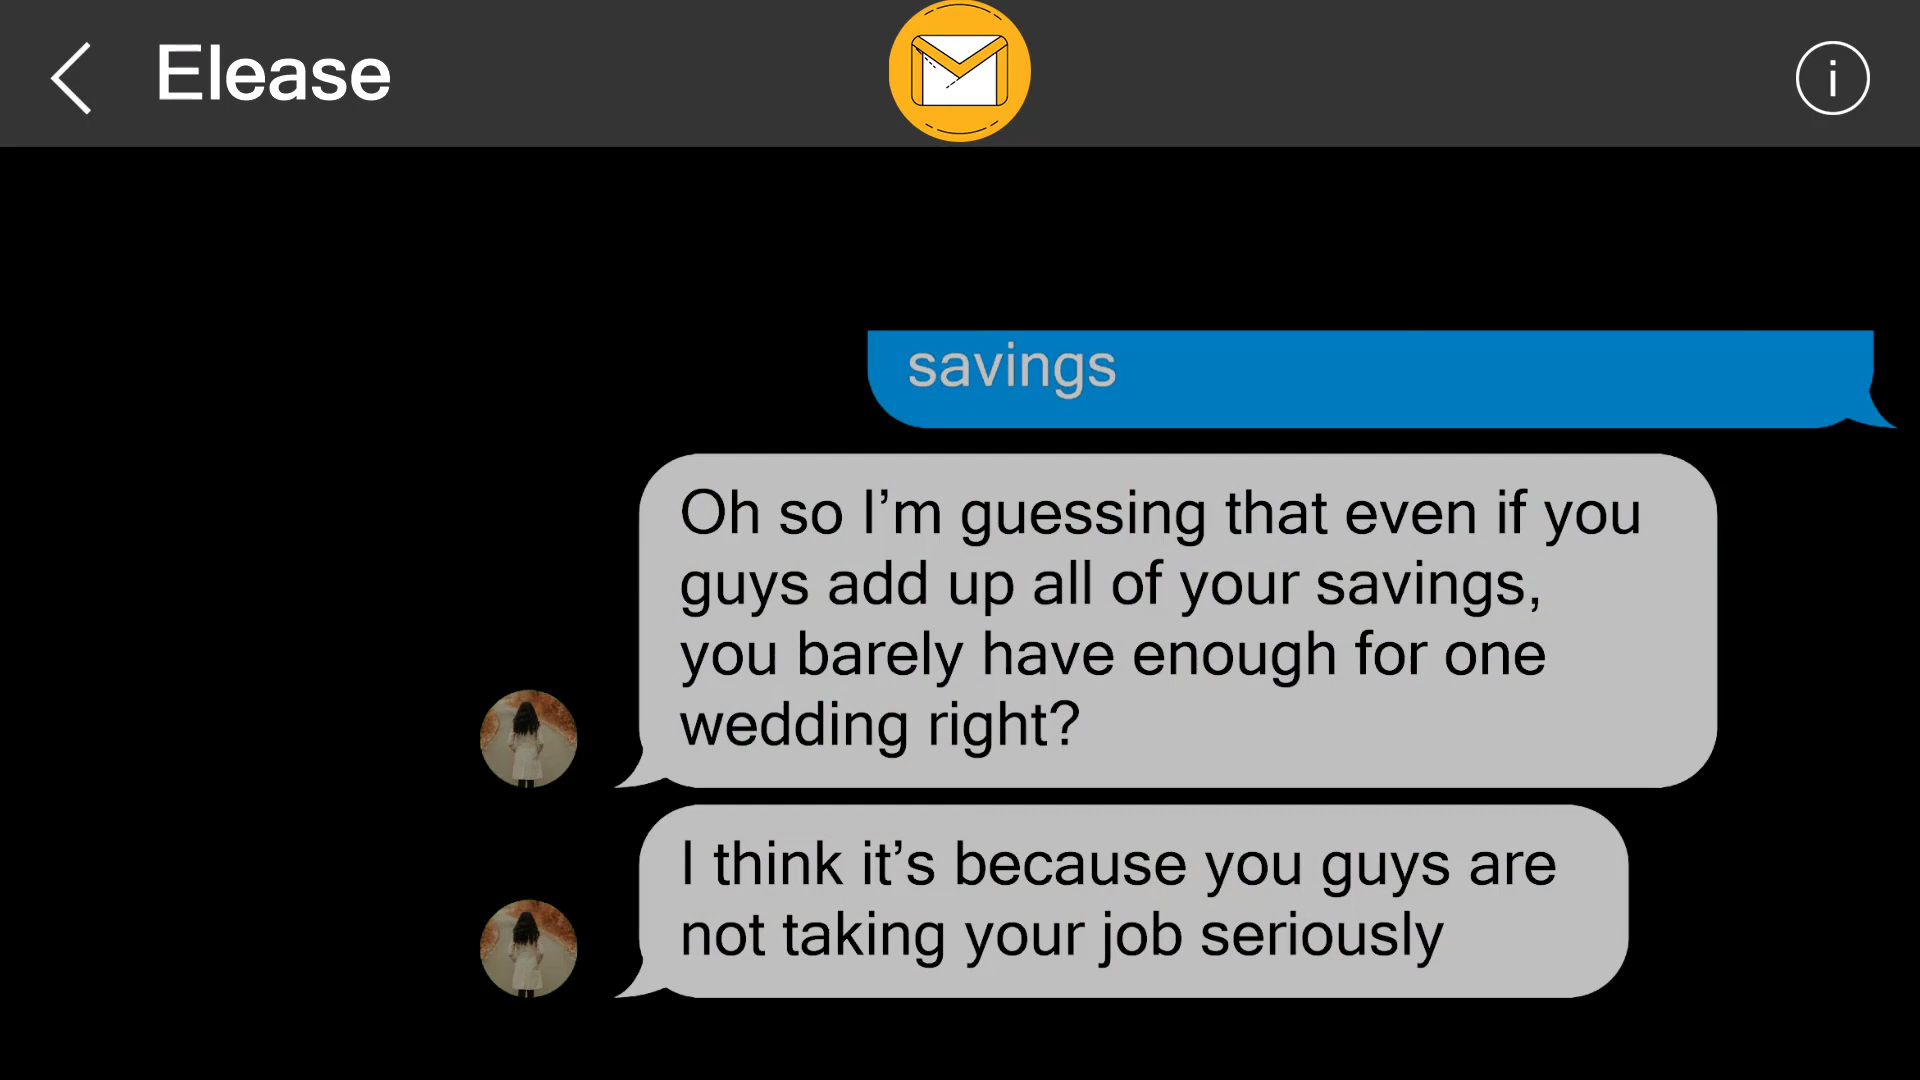 Elease
i
savings
Oh so I’m guessing that even if you
guys add up all of your savings,
you barely have enough for one
wedding right?
I think it’s because you guys are
not taking your job seriously